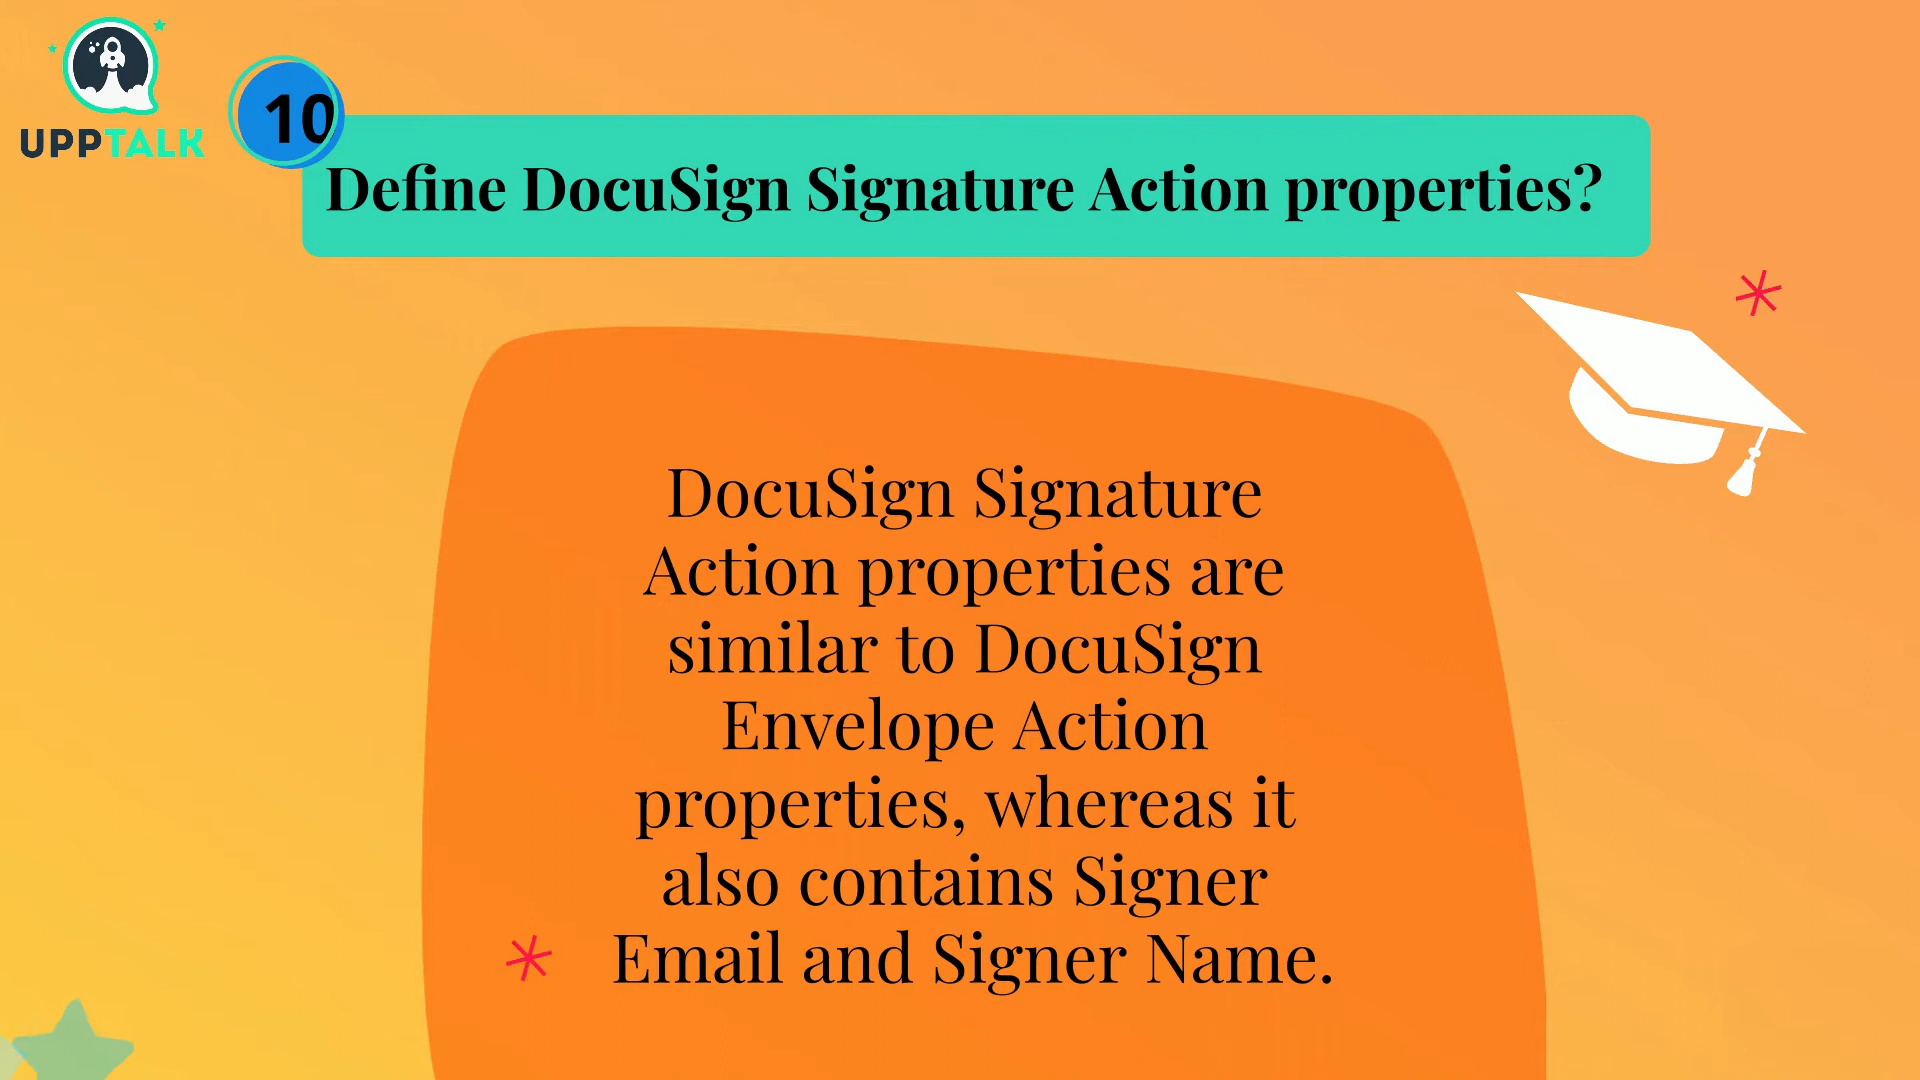 UPPTALK
10
Define DocuSign Signature Action properties?
DocuSign Signature
Action properties are
similar to DocuSign
Envelope Action
properties, whereas it
also contains Signer
Email and Signer Name.